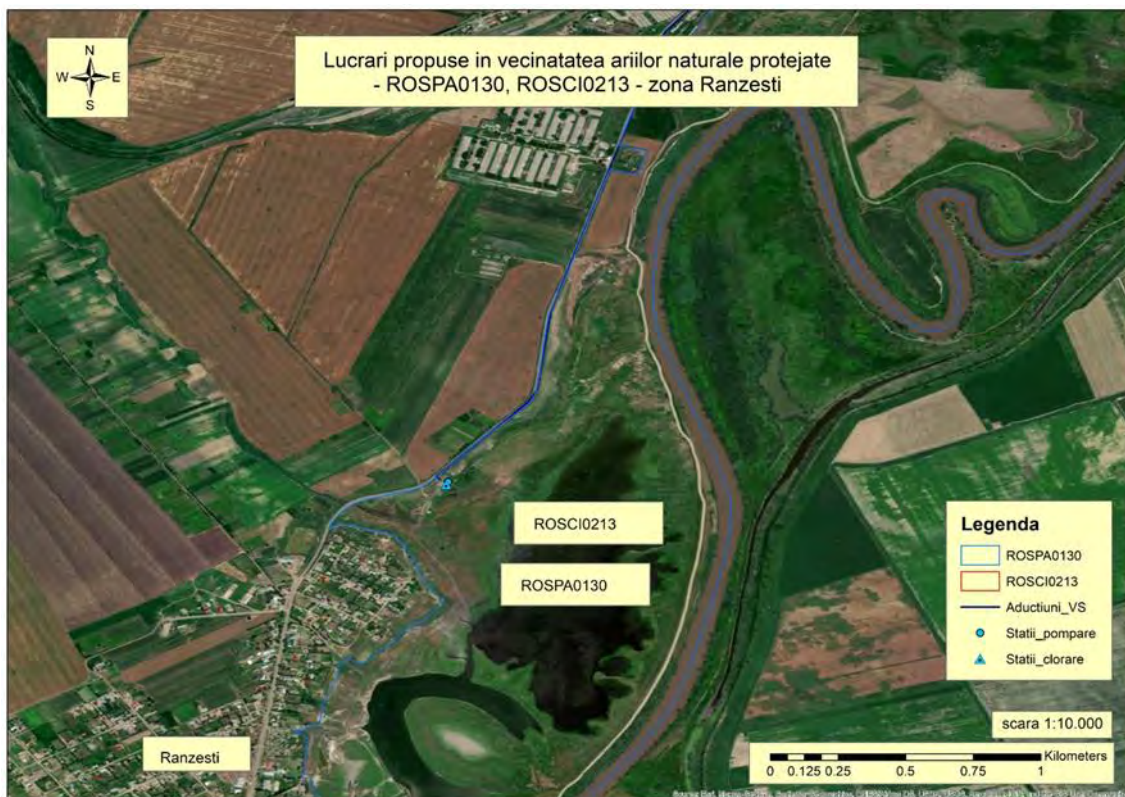 N
W E
S
Lucrari propuse in vecinatatea ariilor naturale protejate
- ROSPA0130, ROSCI0213 - zona Ranzesti
ROSCI0213
ROSPA0130
Ranzesti
Legenda
ROSPA0130
ROSCI0213
Aductiuni_VS
Statii_pompare
Statii_clorare
scara 1:10.000
Kilometers
0 0.125 0.25 0.5 0.75 1